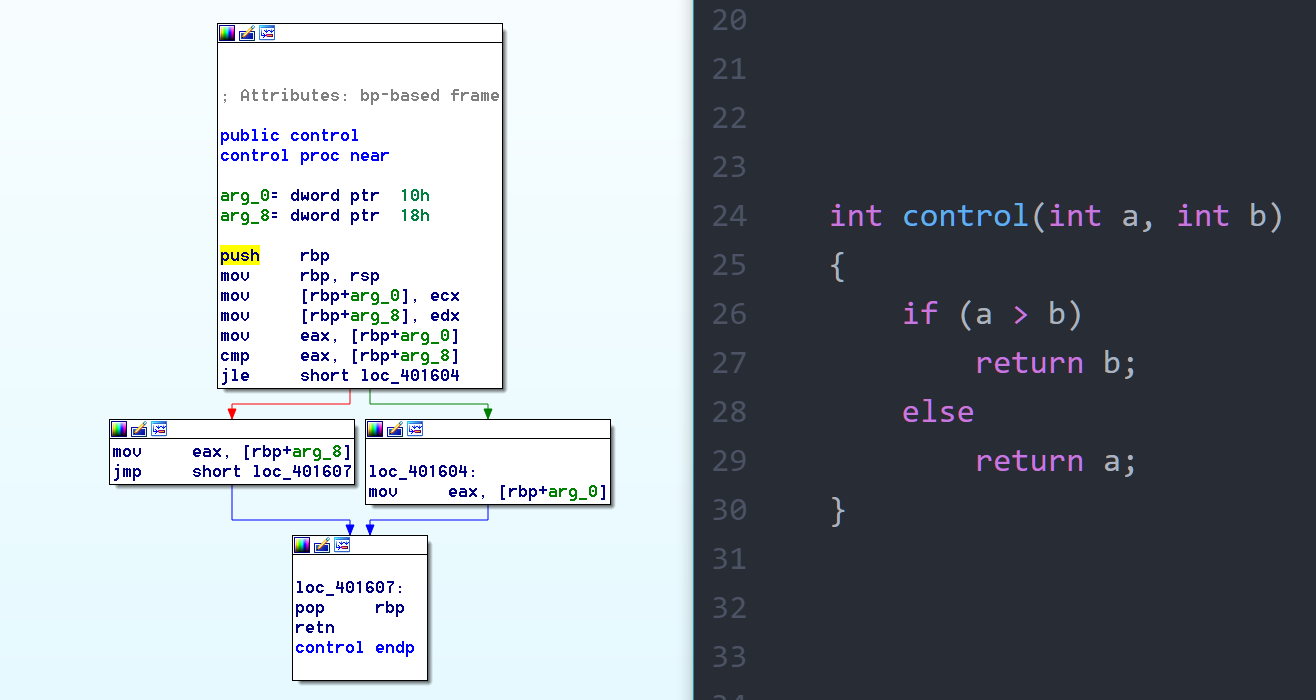 ; Attributes: bp-based frame
public control
control proc near
arg_0= dword ptr  10h
arg_8= dword ptr  18h
push    rbp
mov     rbp, rsp
mov     [rbp+arg_0], ecx
mov     [rbp+arg_8], edx
mov     eax, [rbp+arg_0]
cmp     eax, [rbp+arg_8]
jle     short loc_401604
mov     eax, [rbp+arg_8]
jmp     short loc_401607
loc_401604:
mov     eax, [rbp+arg_0]
loc_401607:
pop     rbp
retn
control endp
20
21
22
23
24    int control(int a, int b)
25    {
26        if (a > b)
27            return b;
28        else
29            return a;
30    }
31
32
33